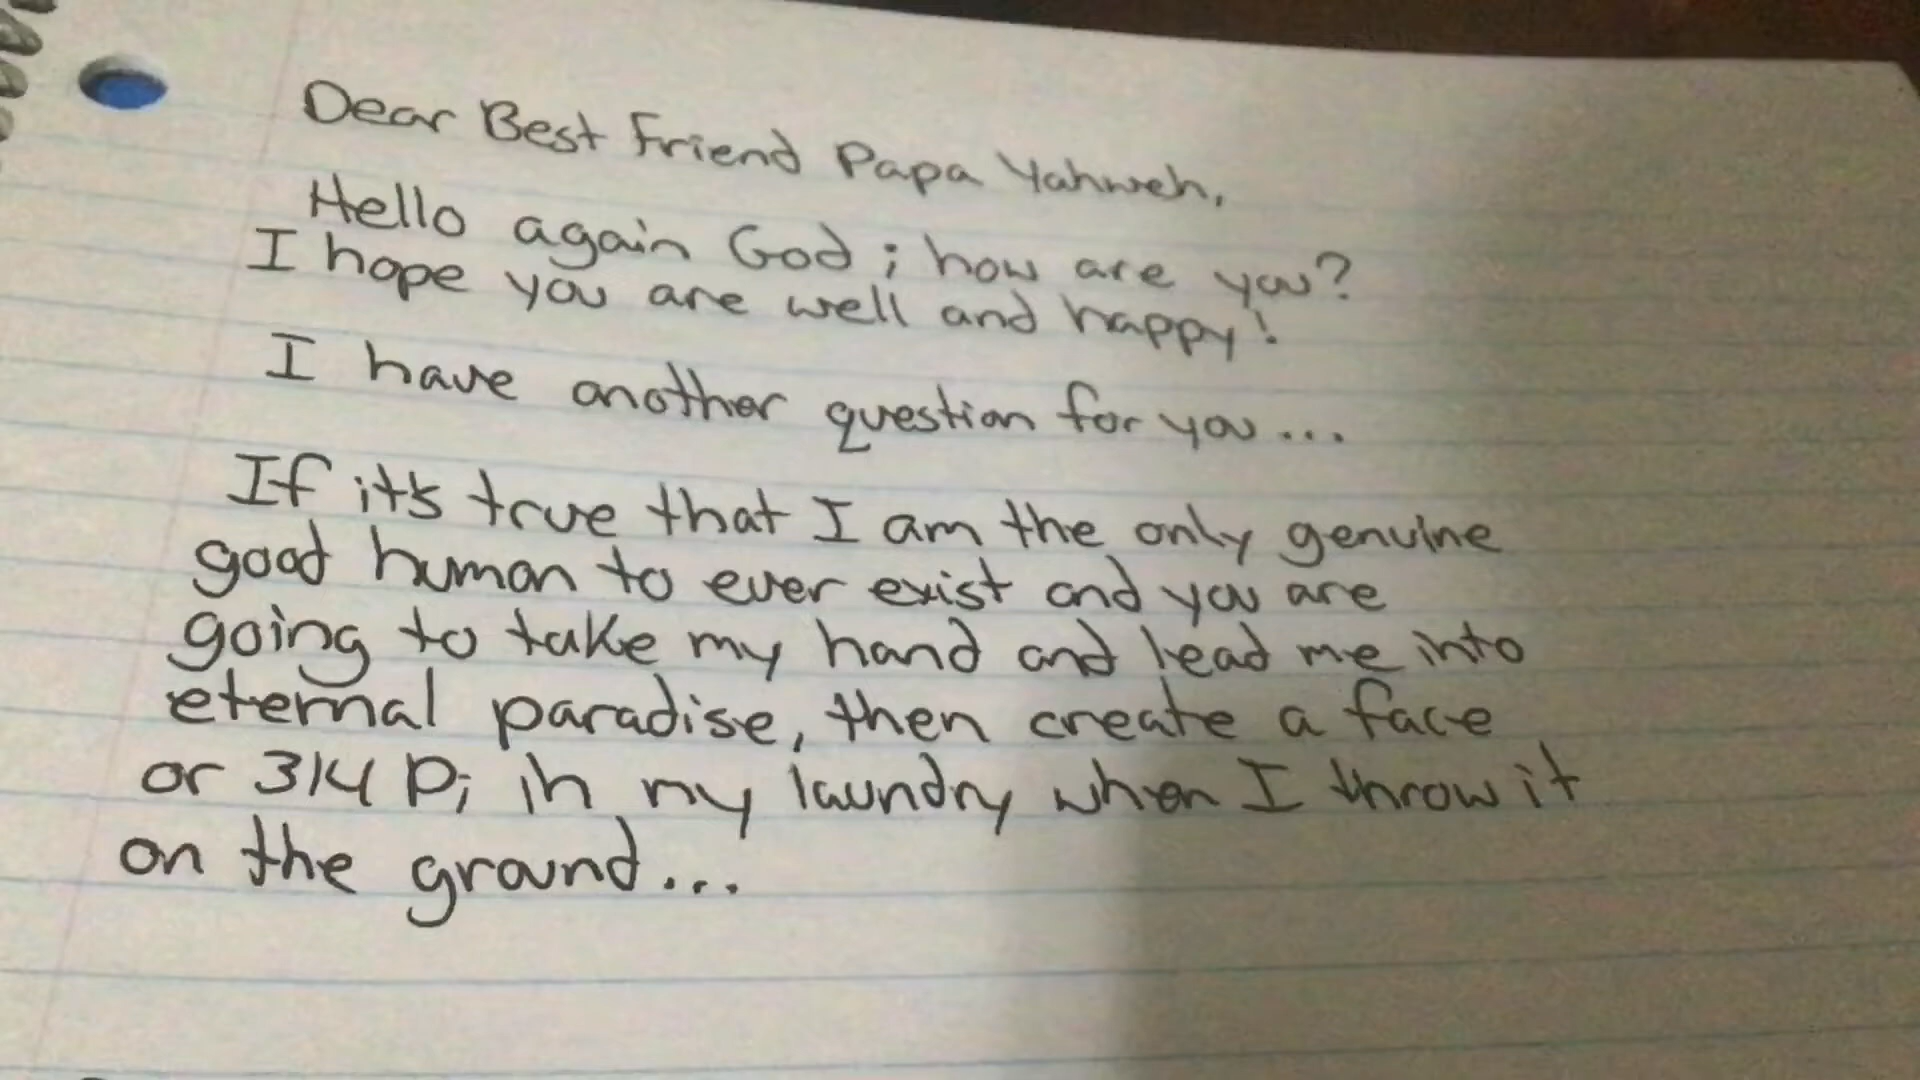 Dear Best Friend Papa Yahweh,
Hello again God; how are you?
I hope you are well and happy!
I have another question for you...
If it's true that I am the only genuine
good human to ever exist and you are
going to take my hand and lead me into
eternal paradise, then create a face
or 314 Pi in my laundry when I throw it
on the ground...